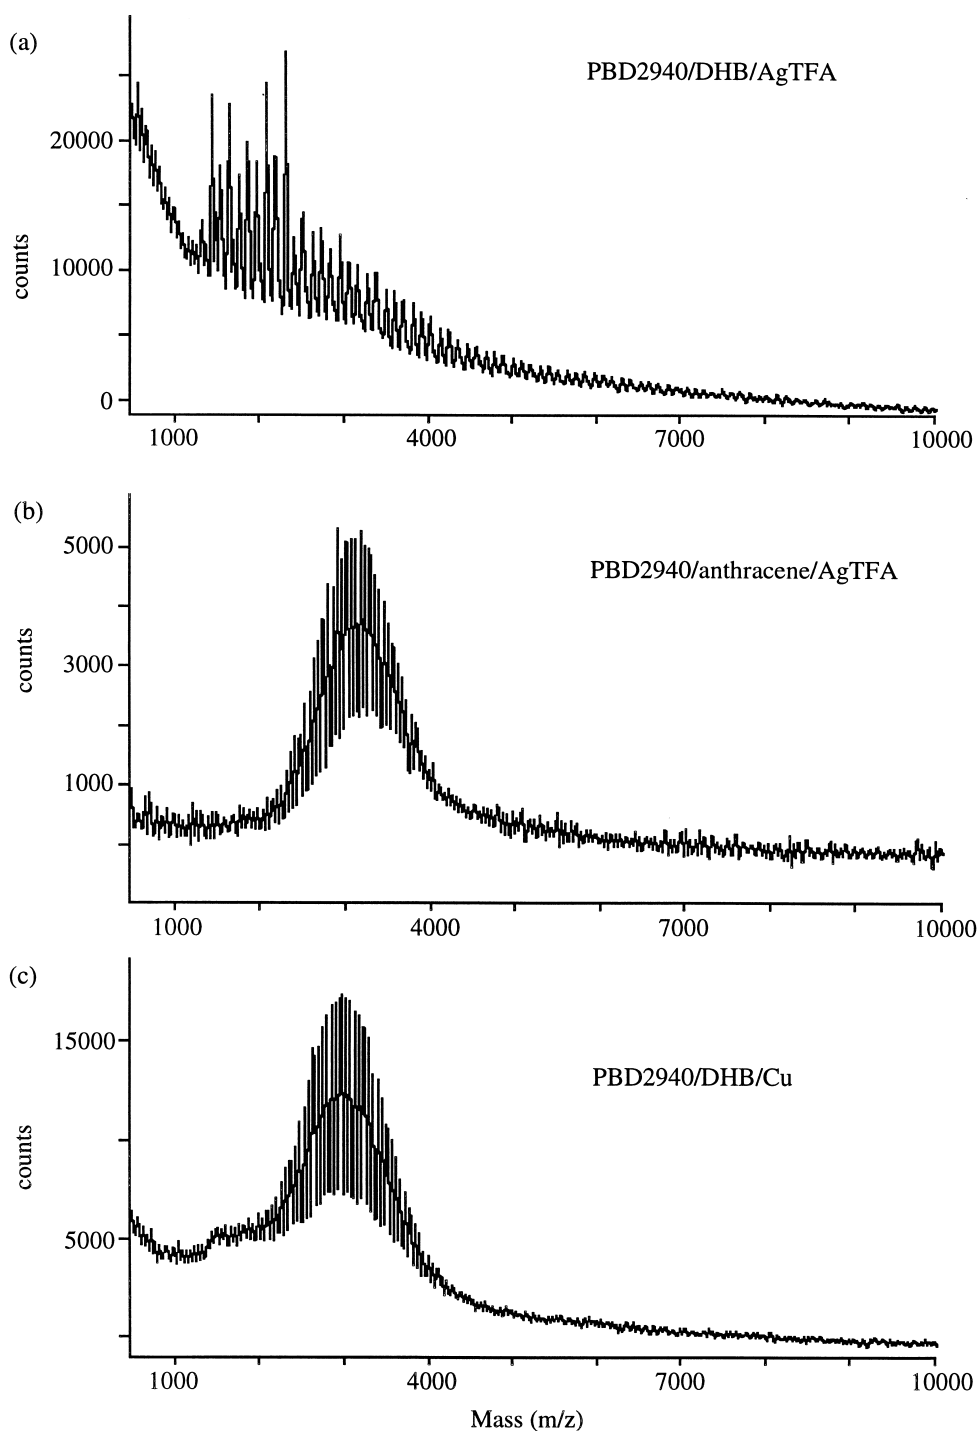 (a)
PBD2940/DHB/AgTFA
20000
10000
0
counts
1000 4000 7000 10000
(b)
PBD2940/anthracene/AgTFA
5000
3000
1000
counts
1000 4000 7000 10000
(c)
PBD2940/DHB/Cu
15000
5000
counts
1000 4000 7000 10000
Mass (m/z)